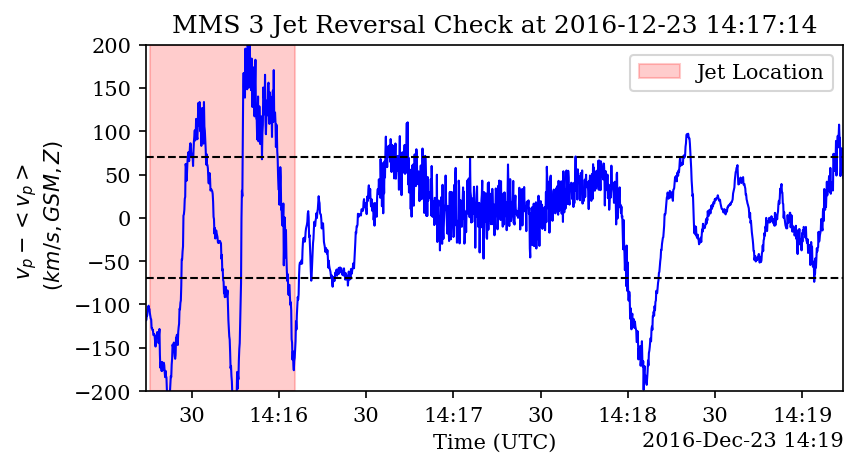 MMS 3 Jet Reversal Check at 2016-12-23 14:17:14
v_p - < v_p >
(km/s, GSM, Z)
200
150
100
50
0
−50
−100
−150
−200
Jet Location
30 14:16 30 14:17 30 14:18 30 14:19
Time (UTC)
2016-Dec-23 14:19